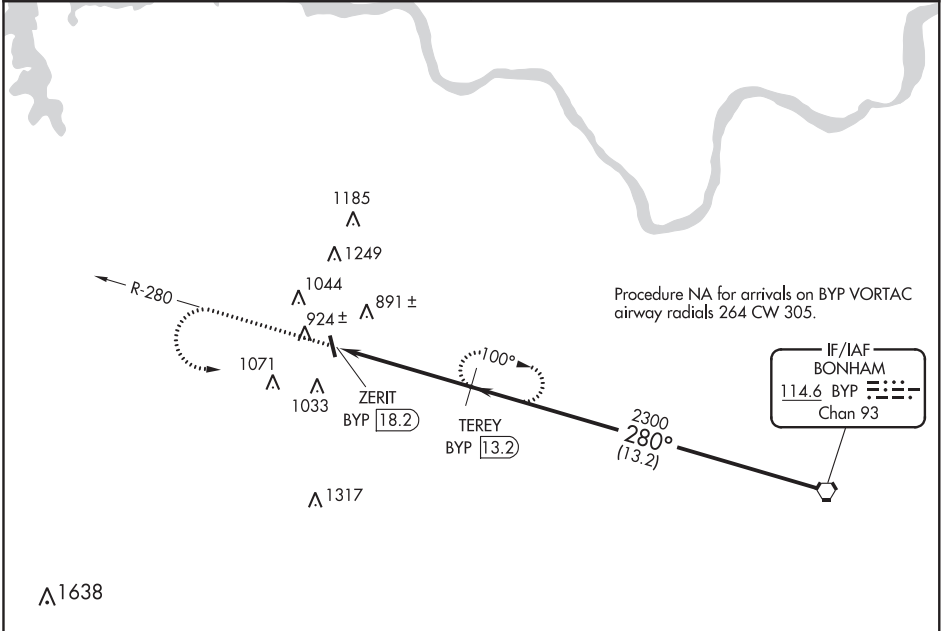 1185
1249
1044
R-280
891 ±
924 ±
Procedure NA for arrivals on BYP VORTAC
airway radials 264 CW 305.
IF/IAF
BONHAM
114.6 BYP
Chan 93
100°
1071
1033
ZERIT
BYP 18.2
TEREY
BYP 13.2
2300
280°
(13.2)
1317
1638